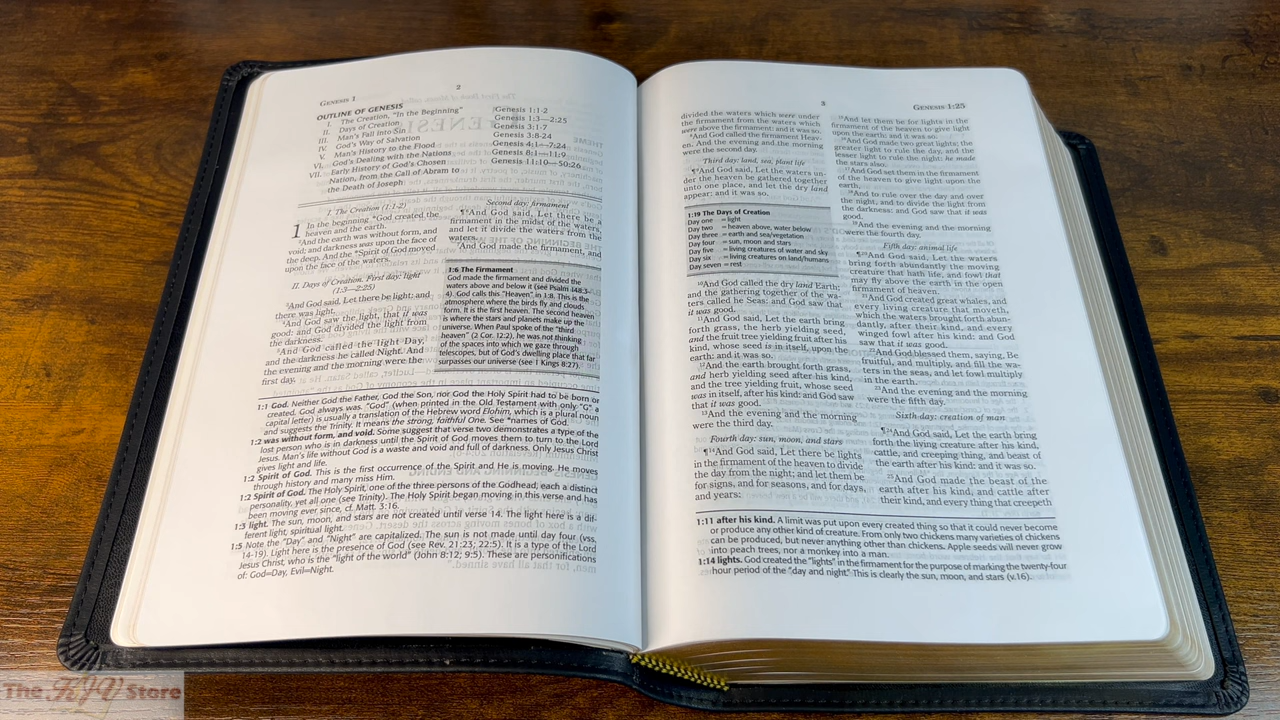 GENESIS 1
2
OUTLINE OF GENESIS
I. The Creation, "In the Beginning" Genesis 1:1-2
II. Days of Creation Genesis 1:3—2:25
III. Man's Fall into Sin Genesis 3:1-7
IV. God's Way of Salvation Genesis 3:8-24
V. Man's History to the Flood Genesis 4:1—7:24
VI. God's Dealing with the Nations Genesis 8:1—11:9
VII. Early History of God's Chosen Genesis 11:10—50:26
Nation, from the Call of Abram to
the Death of Joseph
I. The Creation (1:1-2)
1 In the beginning *God created the
heaven and the earth.
2And the earth was without form, and
void; and darkness was upon the face of
the deep. And the *Spirit of God moved
upon the face of the waters.
II. Days of Creation. First day: light
(1:3—2:25)
3And God said, Let there be light: and
there was light.
4And God saw the light, that it was
good: and God divided the light from
the darkness.
5And God called the light Day,
and the darkness he called Night. And
the evening and the morning were the
first day.
Second day: firmament
¶6And God said, Let there be a
firmament in the midst of the waters,
and let it divide the waters from the
waters.
7And God made the firmament, and
1:6 The Firmament
God made the firmament and divided the
waters above and below it (see Psalm 148:3-
4). God calls this "Heaven", in 1:8. This is the
atmosphere where the birds fly and clouds
form. It is the first heaven. The second heaven
is where the stars and planets make up the
universe. When Paul spoke of the "third
heaven" (2 Cor. 12:2), he was not thinking
of the spaces into which we gaze through
telescopes, but of God's dwelling place that far
surpasses our universe (see 1 Kings 8:27).
1:1 God. Neither God the Father, God the Son, nor God the Holy Spirit had to be born or
created. God always was. "God" (when printed in the Old Testament with only "G" a
capital letter) is usually a translation of the Hebrew word Elohim, which is a plural noun
and suggests the Trinity. It means the strong, faithful One. See *names of God.
1:2 was without form, and void. Some suggest that verse two demonstrates a type of the
lost person who is in darkness until the Spirit of God moves them to turn to the Lord
Jesus. Man's life without God is a waste and void and full of darkness. Only Jesus Christ
gives light and life.
1:2 Spirit of God. This is the first occurrence of the Spirit and He is moving. He moves
through history and many miss Him.
1:2 Spirit of God. The Holy Spirit, one of the three persons of the Godhead, each a distinct
personality, yet all one (see Trinity). The Holy Spirit began moving in this verse and has
been moving ever since, cf. Matt. 3:16.
1:3 light. The sun, moon, and stars are not created until verse 14. The light here is a dif-
ferent light, spiritual light.
1:5 Note the "Day" and "Night" are capitalized. The sun is not made until day four (vss,
14-19). Light here is the presence of God (see Rev. 21:23, 22:5). It is a type of the Lord
Jesus Christ, who is the "light of the world" (John 8:12; 9:5). These are personifications
of: God=Day, Evil=Night.
3
GENESIS 1:25
divided the waters which were under
the firmament from the waters which
were above the firmament: and it was so.
8And God called the firmament Heav-
en. And the evening and the morning
were the second day.
Third day: land, sea, plant life
¶9And God said, Let the waters un-
der the heaven be gathered together
unto one place, and let the dry land
appear: and it was so.
1:19 The Days of Creation
Day one = light
Day two = heaven above, water below
Day three = earth and sea/vegetation
Day four = sun, moon and stars
Day five = living creatures of water and sky
Day six = living creatures on land/humans
Day seven = rest
10And God called the dry land Earth;
and the gathering together of the wa-
ters called he Seas: and God saw that
it was good.
11And God said, Let the earth bring
forth grass, the herb yielding seed,
and the fruit tree yielding fruit after his
kind, whose seed is in itself, upon the
earth: and it was so.
12And the earth brought forth grass,
and herb yielding seed after his kind,
and the tree yielding fruit, whose seed
was in itself, after his kind: and God saw
that it was good.
13And the evening and the morning
were the third day.
Fourth day: sun, moon, and stars
¶14And God said, Let there be lights
in the firmament of the heaven to divide
the day from the night; and let them be
for signs, and for seasons, and for days,
and years:
15And let them be for lights in the
firmament of the heaven to give light
upon the earth: and it was so.
16And God made two great lights; the
greater light to rule the day, and the
lesser light to rule the night: he made
the stars also.
17And God set them in the firmament
of the heaven to give light upon the
earth,
18And to rule over the day and over
the night, and to divide the light from
the darkness: and God saw that it was
good.
19And the evening and the morning
were the fourth day.
Fifth day: animal life
¶20And God said, Let the waters
bring forth abundantly the moving
creature that hath life, and fowl that
may fly above the earth in the open
firmament of heaven.
21And God created great whales, and
every living creature that moveth,
which the waters brought forth abun-
dantly, after their kind, and every
winged fowl after his kind: and God
saw that it was good.
22And God blessed them, saying, Be
fruitful, and multiply, and fill the wa-
ters in the seas, and let fowl multiply
in the earth.
23And the evening and the morning
were the fifth day.
Sixth day: creation of man
¶24And God said, Let the earth bring
forth the living creature after his kind,
cattle, and creeping thing, and beast of
the earth after his kind: and it was so.
25And God made the beast of the
earth after his kind, and cattle after
their kind, and every thing that creepeth
1:11 after his kind. A limit was put upon every created thing so that it could never become
or produce any other kind of creature. From only two chickens many varieties of chickens
can be produced, but never anything other than chickens. Apple seeds will never grow
into peach trees, nor a monkey into a man.
1:14 lights. God created the "lights" in the firmament for the purpose of marking the twenty-four
hour period of the "day and night." This is clearly the sun, moon, and stars (v.16).
The KJV Store